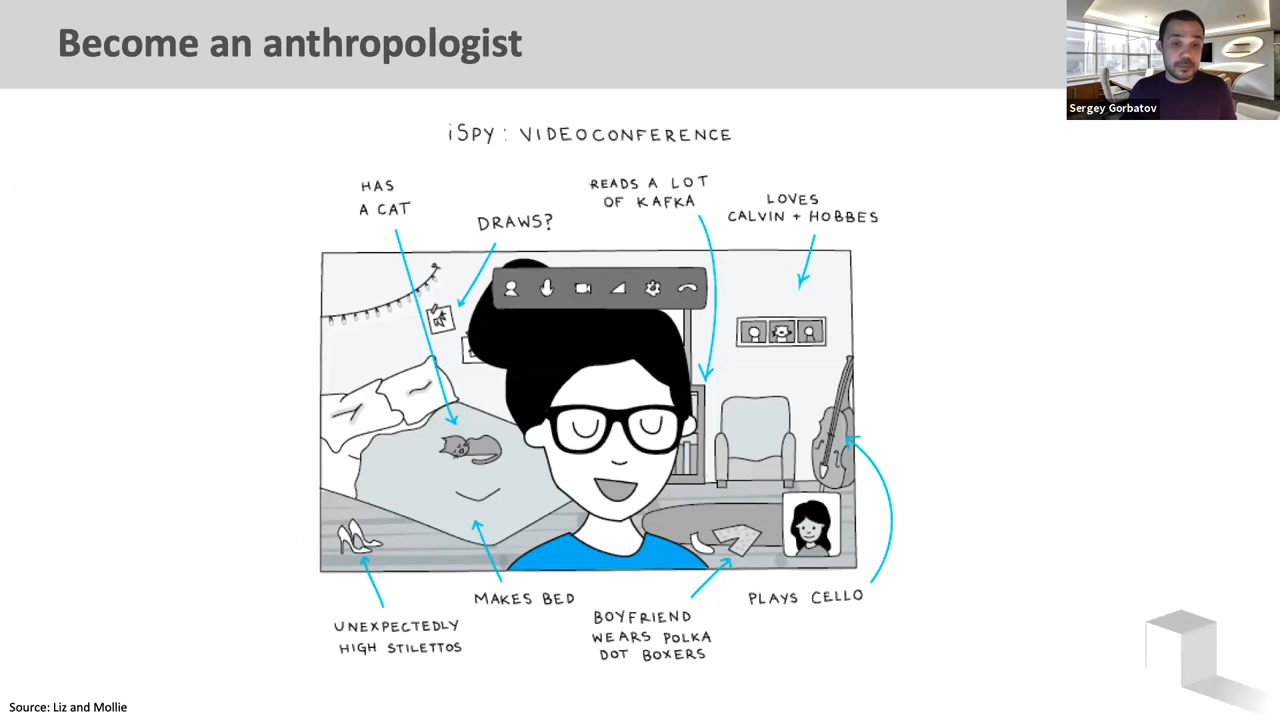 Become an anthropologist
Sergey Gorbatov
iSPY: VIDEOCONFERENCE
HAS
A CAT
DRAWS?
READS A LOT
OF KAFKA
LOVES
CALVIN + HOBBES
UNEXPECTEDLY
HIGH STILETTOS
MAKES BED
BOYFRIEND
WEARS POLKA
DOT BOXERS
PLAYS CELLO
Source: Liz and Mollie